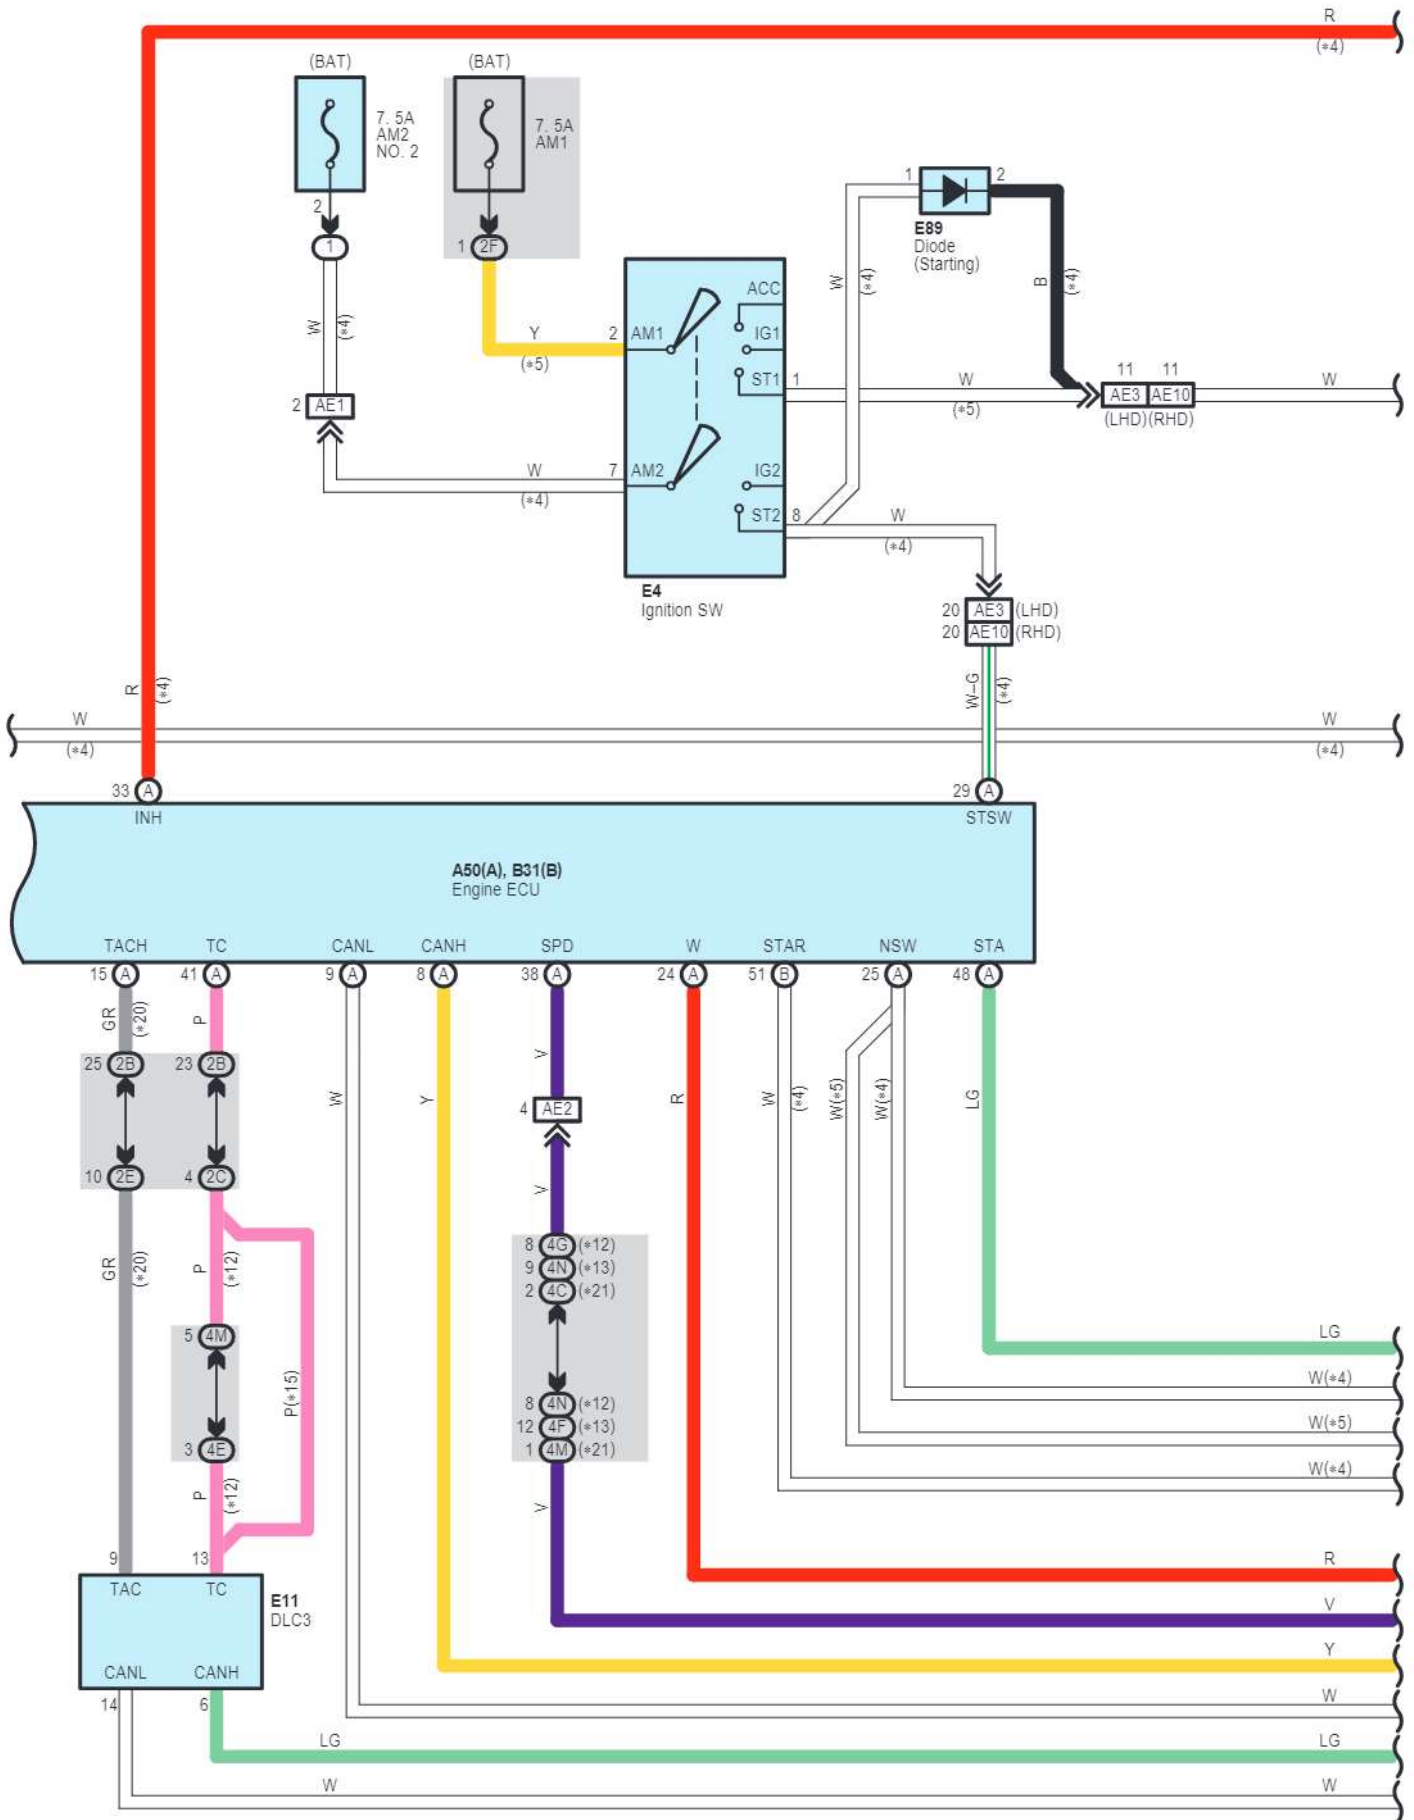 R
(*4)
(BAT)
(BAT)
7. 5A
AM2
NO. 2
7. 5A
AM1
2
1
1 2F
1
2
E89
Diode
(Starting)
W
(*4)
Y
(*5)
W
(*4)
B
(*4)
2
AM1
ACC
IG1
ST1
1
W
(*5)
11 11
AE3 AE10
(LHD)(RHD)
W
2 AE1
W
(*4)
7
AM2
IG2
ST2
8
W
(*4)
E4
Ignition SW
20 AE3 (LHD)
20 AE10 (RHD)
R
(*4)
W–G
(*4)
W
(*4)
W
(*4)
33 A
INH
29 A
STSW
A50(A), B31(B)
Engine ECU
TACH TC CANL CANH SPD W STAR NSW STA
15 A 41 A 9 A 8 A 38 A 24 A 51 B 25 A 48 A
GR
(*20)
P
V
25 2B 23 2B
W
Y
4 AE2
R
W
(*4)
W(*5)
W(*4)
LG
10 2E 4 2C
V
GR
(*20)
P
(*12)
8 4G (*12)
9 4N (*13)
2 4C (*21)
5 4M
LG
P(*15)
W(*4)
8 4N (*12)
12 4F (*13)
1 4M (*21)
3 4E
W(*5)
W(*4)
P
(*12)
V
9
13
R
TAC TC
E11
DLC3
V
Y
CANL CANH
14
6
W
LG
LG
W
W